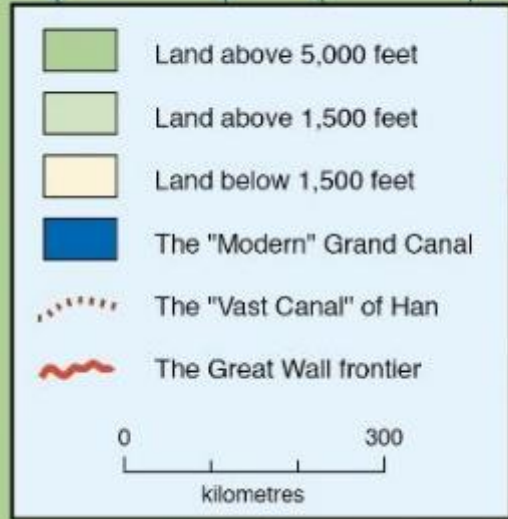 Land above 5,000 feet
Land above 1,500 feet
Land below 1,500 feet
The "Modern" Grand Canal
The "Vast Canal" of Han
The Great Wall frontier
0 300
kilometres